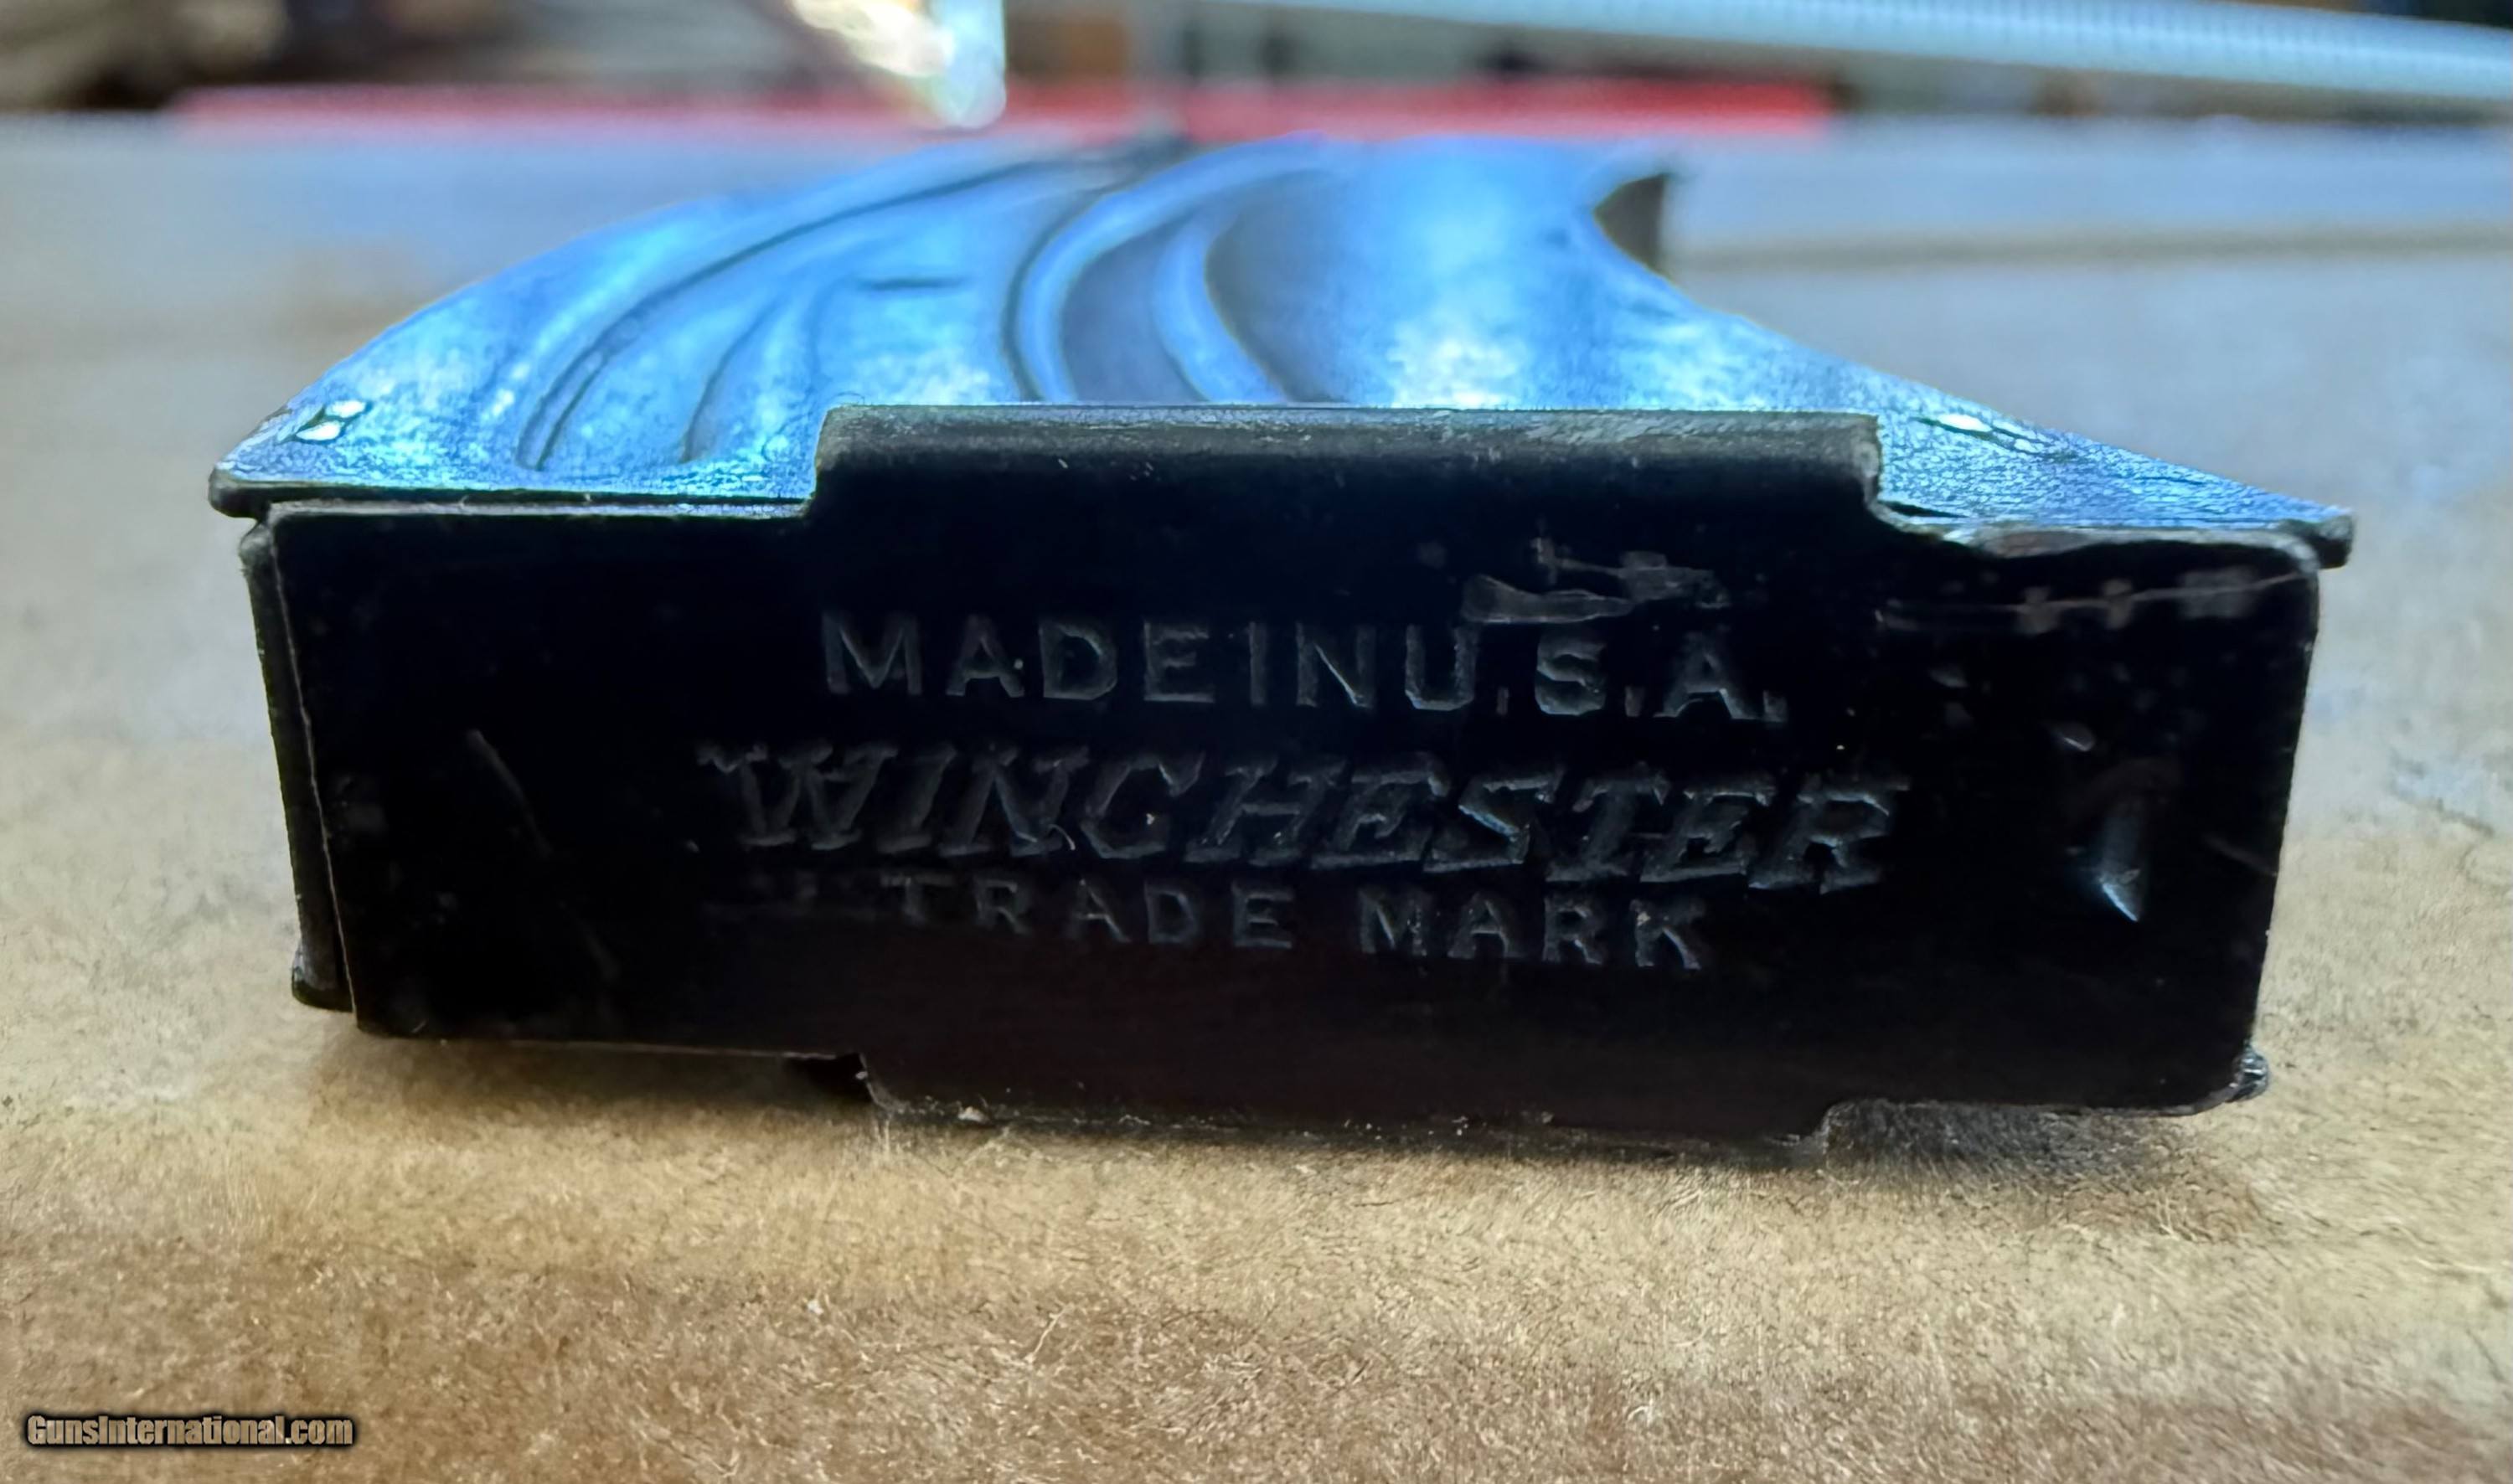 MADE IN U.S.A.
WINCHESTER
TRADE MARK
GunsInternational.com